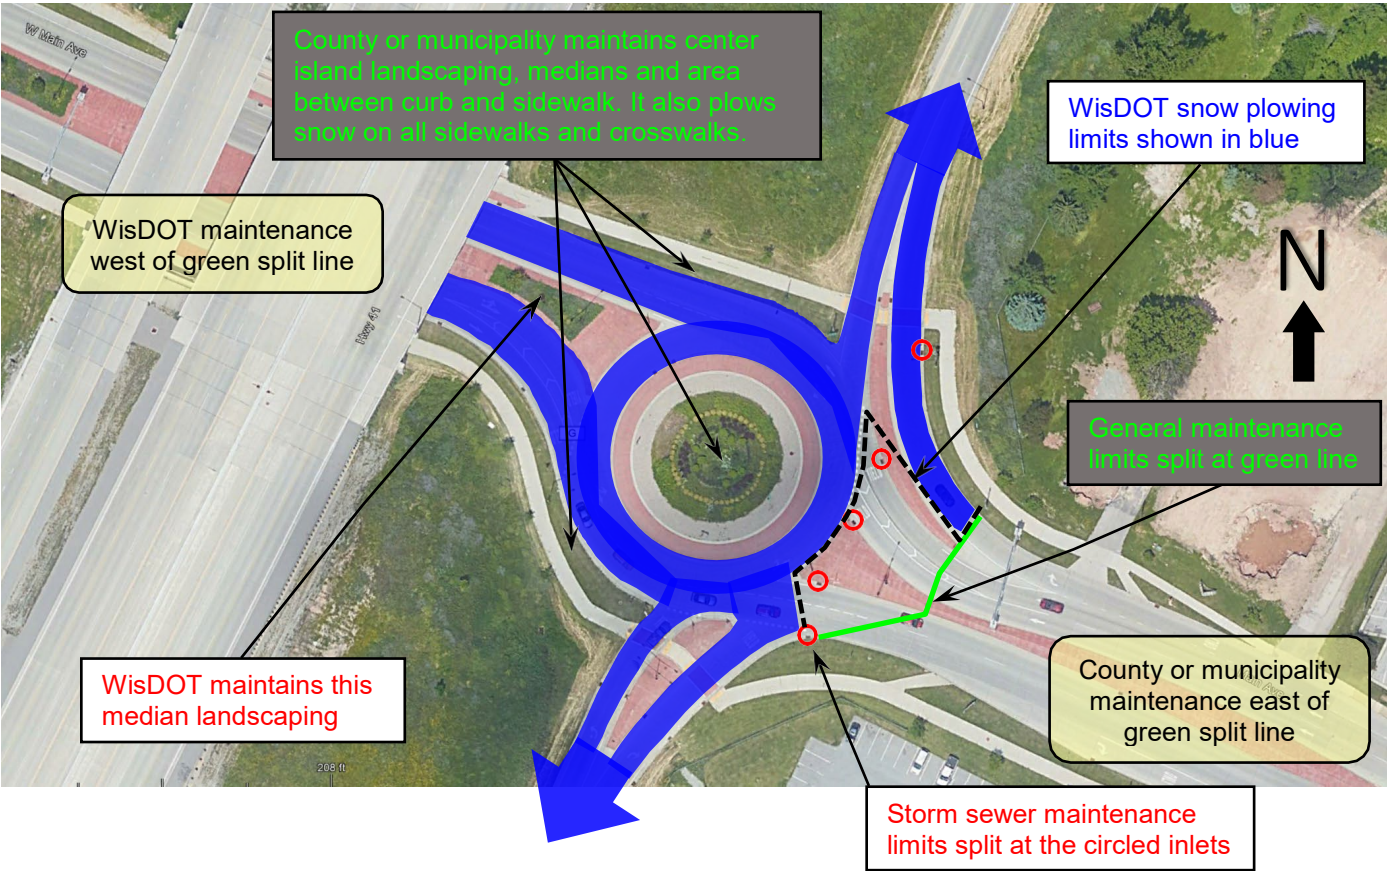 W Main Ave
County or municipality maintains center
island landscaping, medians and area
between curb and sidewalk. It also plows
snow on all sidewalks and crosswalks.
WisDOT snow plowing
limits shown in blue
WisDOT maintenance
west of green split line
N
Hwy 41
General maintenance
limits split at green line
WisDOT maintains this
median landscaping
County or municipality
maintenance east of
green split line
208 ft
Storm sewer maintenance
limits split at the circled inlets